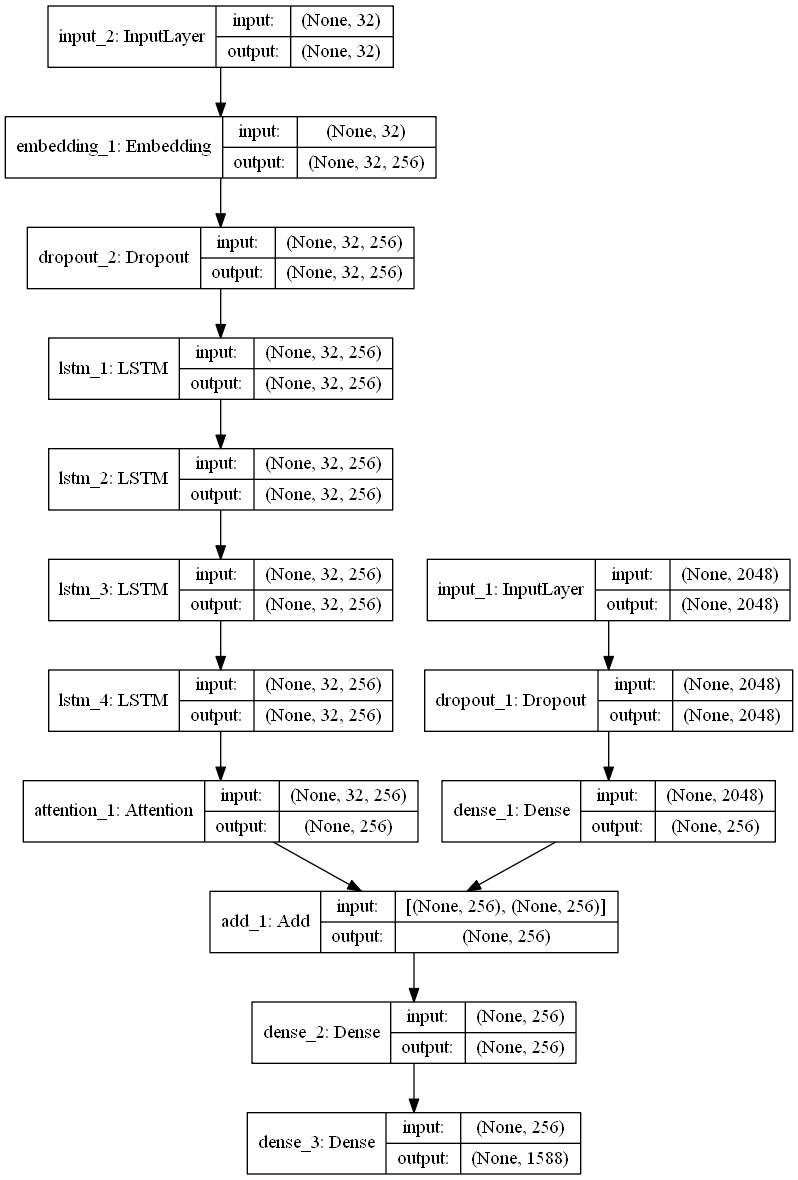 input_2: InputLayer
input: (None, 32)
output: (None, 32)
embedding_1: Embedding
input: (None, 32)
output: (None, 32, 256)
dropout_2: Dropout
input: (None, 32, 256)
output: (None, 32, 256)
lstm_1: LSTM
input: (None, 32, 256)
output: (None, 32, 256)
lstm_2: LSTM
input: (None, 32, 256)
output: (None, 32, 256)
lstm_3: LSTM
input: (None, 32, 256)
output: (None, 32, 256)
input_1: InputLayer
input: (None, 2048)
output: (None, 2048)
lstm_4: LSTM
input: (None, 32, 256)
output: (None, 32, 256)
dropout_1: Dropout
input: (None, 2048)
output: (None, 2048)
attention_1: Attention
input: (None, 32, 256)
output: (None, 256)
dense_1: Dense
input: (None, 2048)
output: (None, 256)
add_1: Add
input: [(None, 256), (None, 256)]
output: (None, 256)
dense_2: Dense
input: (None, 256)
output: (None, 256)
dense_3: Dense
input: (None, 256)
output: (None, 1588)